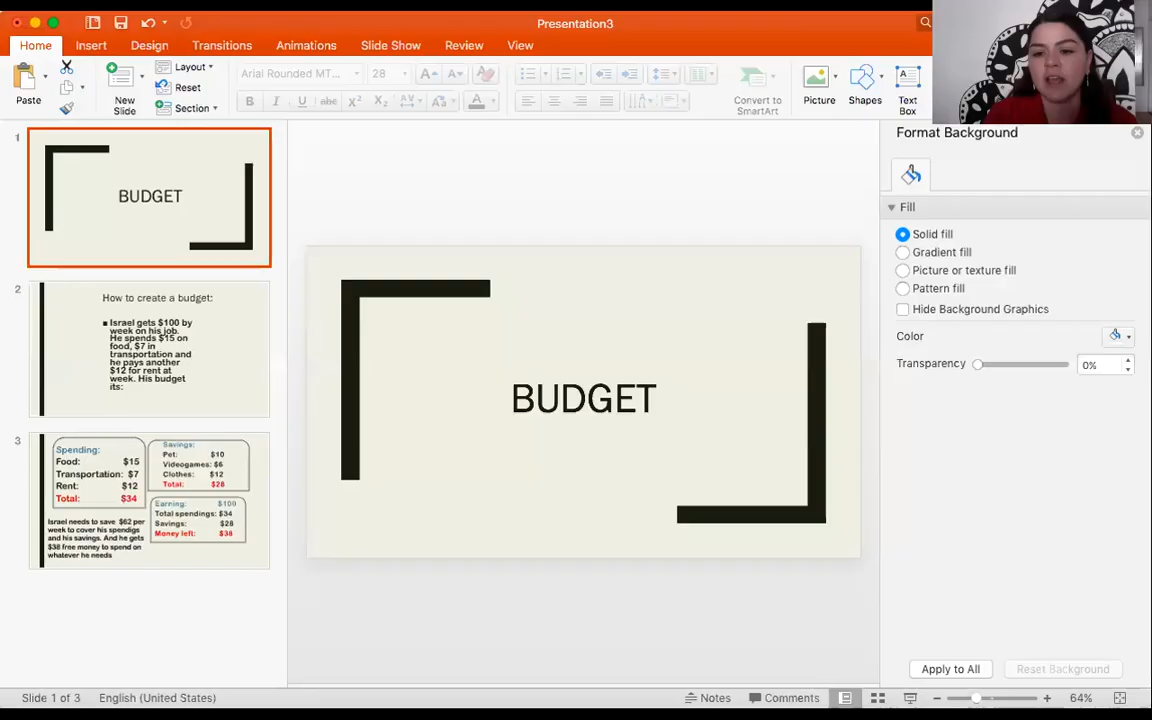 Presentation3
Home Insert Design Transitions Animations Slide Show Review View
Paste
New
Slide
Layout
Reset
Section
Arial Rounded MT... 28
B I U abc X² X₂ AV Aa A
Convert to
SmartArt
Picture
Shapes
Text
Box
1
BUDGET
2
How to create a budget:
Israel gets $100 by
week on his job.
He spends $15 on
food, $7 in
transportation and
he pays another
$12 for rent at
week. His budget
its:
3
Spending:
Food: $15
Transportation: $7
Rent: $12
Total: $34
Savings:
Pet: $10
Videogames: $6
Clothes: $12
Total: $28
Earning: $100
Total spendings: $34
Savings: $28
Money left: $38
Israel needs to save $62 per
week to cover his spendigs
and his savings. And he gets
$38 free money to spend on
whatever he needs
BUDGET
Format Background
Fill
Solid fill
Gradient fill
Picture or texture fill
Pattern fill
Hide Background Graphics
Color
Transparency 0%
Apply to All Reset Background
Slide 1 of 3 English (United States) Notes Comments 64%